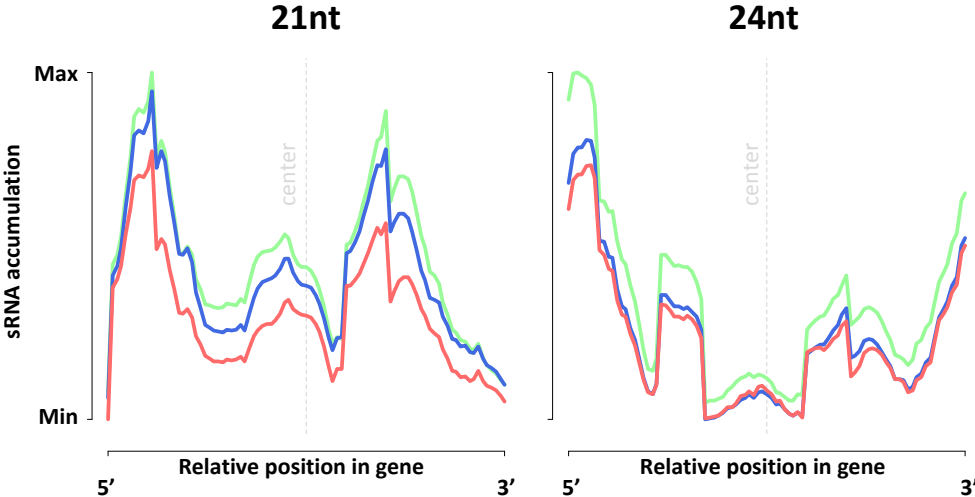 21nt
24nt
Max
sRNA accumulation
center
center
Min
Relative position in gene
Relative position in gene
5’
3’
5’
3’